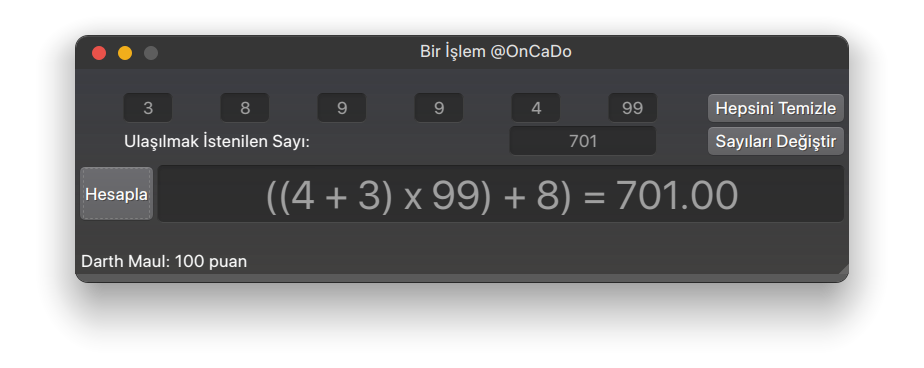 Bir İşlem @OnCaDo
3 8 9 9 4 99 Hepsini Temizle
Ulaşılmak İstenilen Sayı: 701 Sayıları Değiştir
Hesapla ((4 + 3) x 99) + 8) = 701.00
Darth Maul: 100 puan